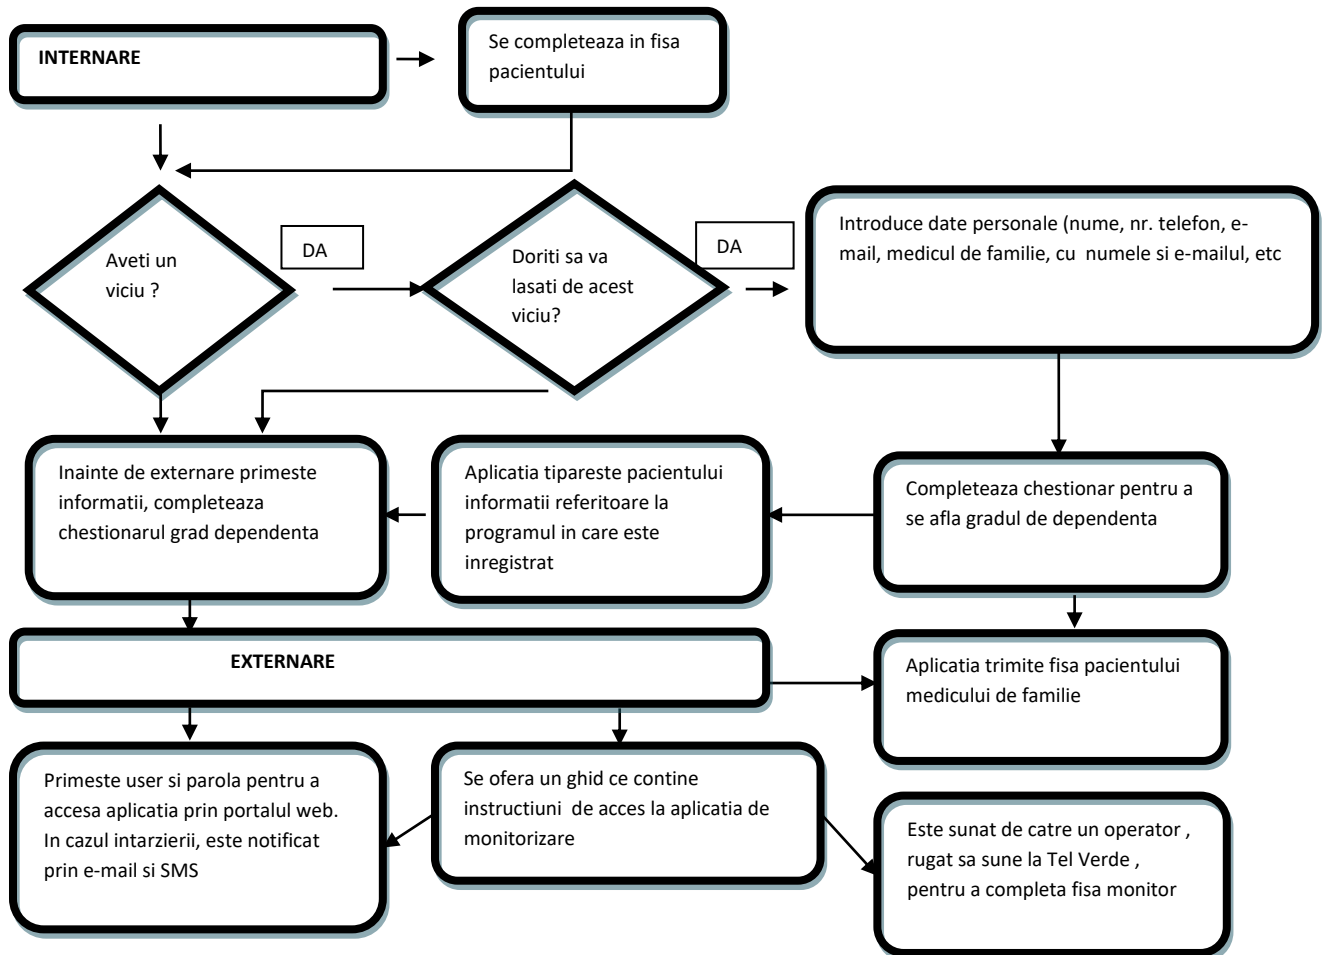 INTERNARE
Se completeaza in fisa
pacientului
Aveti un
viciu ?
DA
Doriti sa va
lasati de acest
viciu?
DA
Introduce date personale (nume, nr. telefon, e-
mail, medicul de familie, cu  numele si e-mailul, etc
Inainte de externare primeste
informatii, completeaza
chestionarul grad dependenta
Aplicatia tipareste pacientului
informatii referitoare la
programul in care este
inregistrat
Completeaza chestionar pentru a
se afla gradul de dependenta
EXTERNARE
Aplicatia trimite fisa pacientului
medicului de familie
Primeste user si parola pentru a
accesa aplicatia prin portalul web.
In cazul intarzierii, este notificat
prin e-mail si SMS
Se ofera un ghid ce contine
instructiuni  de acces la aplicatia de
monitorizare
Este sunat de catre un operator ,
rugat sa sune la Tel Verde ,
pentru a completa fisa monitor